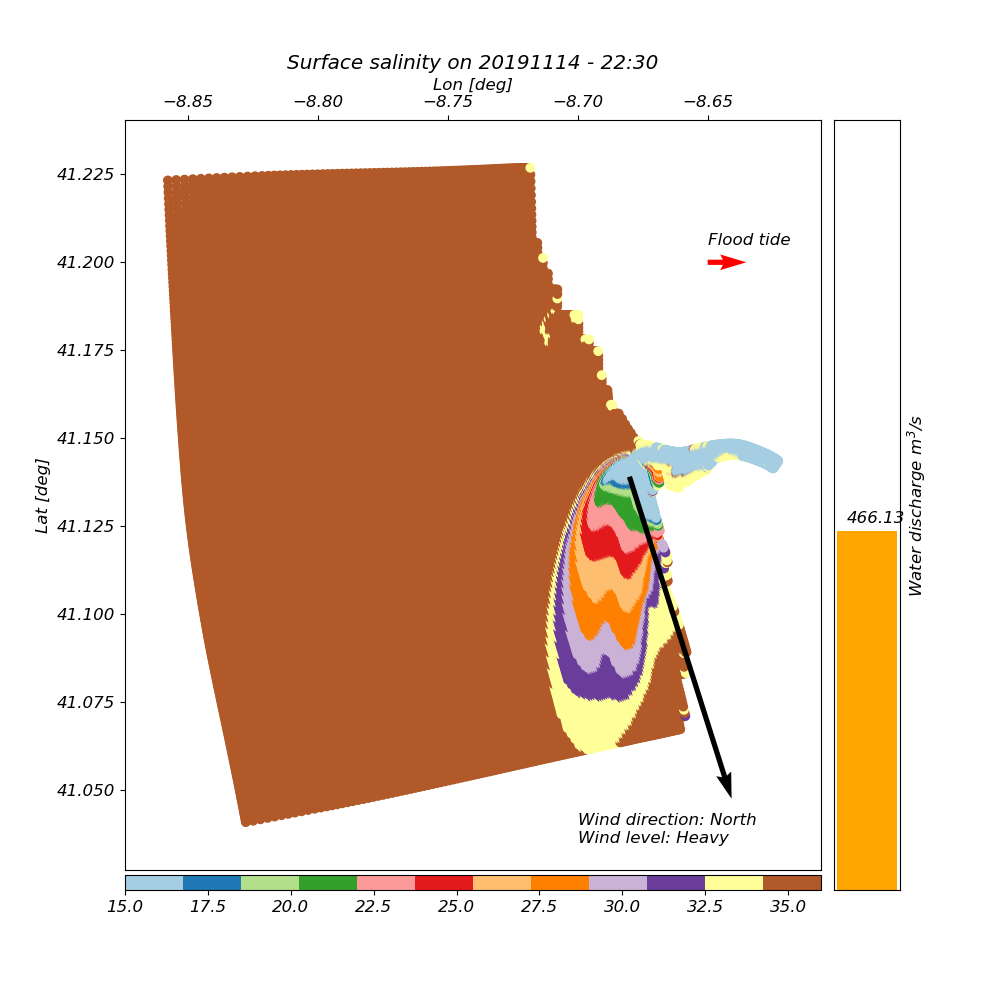 Surface salinity on 20191114 - 22:30
Lon [deg]
−8.85 −8.80 −8.75 −8.70 −8.65
41.225
41.200
41.175
41.150
41.125
41.100
41.075
41.050
Lat [deg]
Flood tide
Wind direction: North
Wind level: Heavy
15.0 17.5 20.0 22.5 25.0 27.5 30.0 32.5 35.0
466.13
Water discharge m³/s